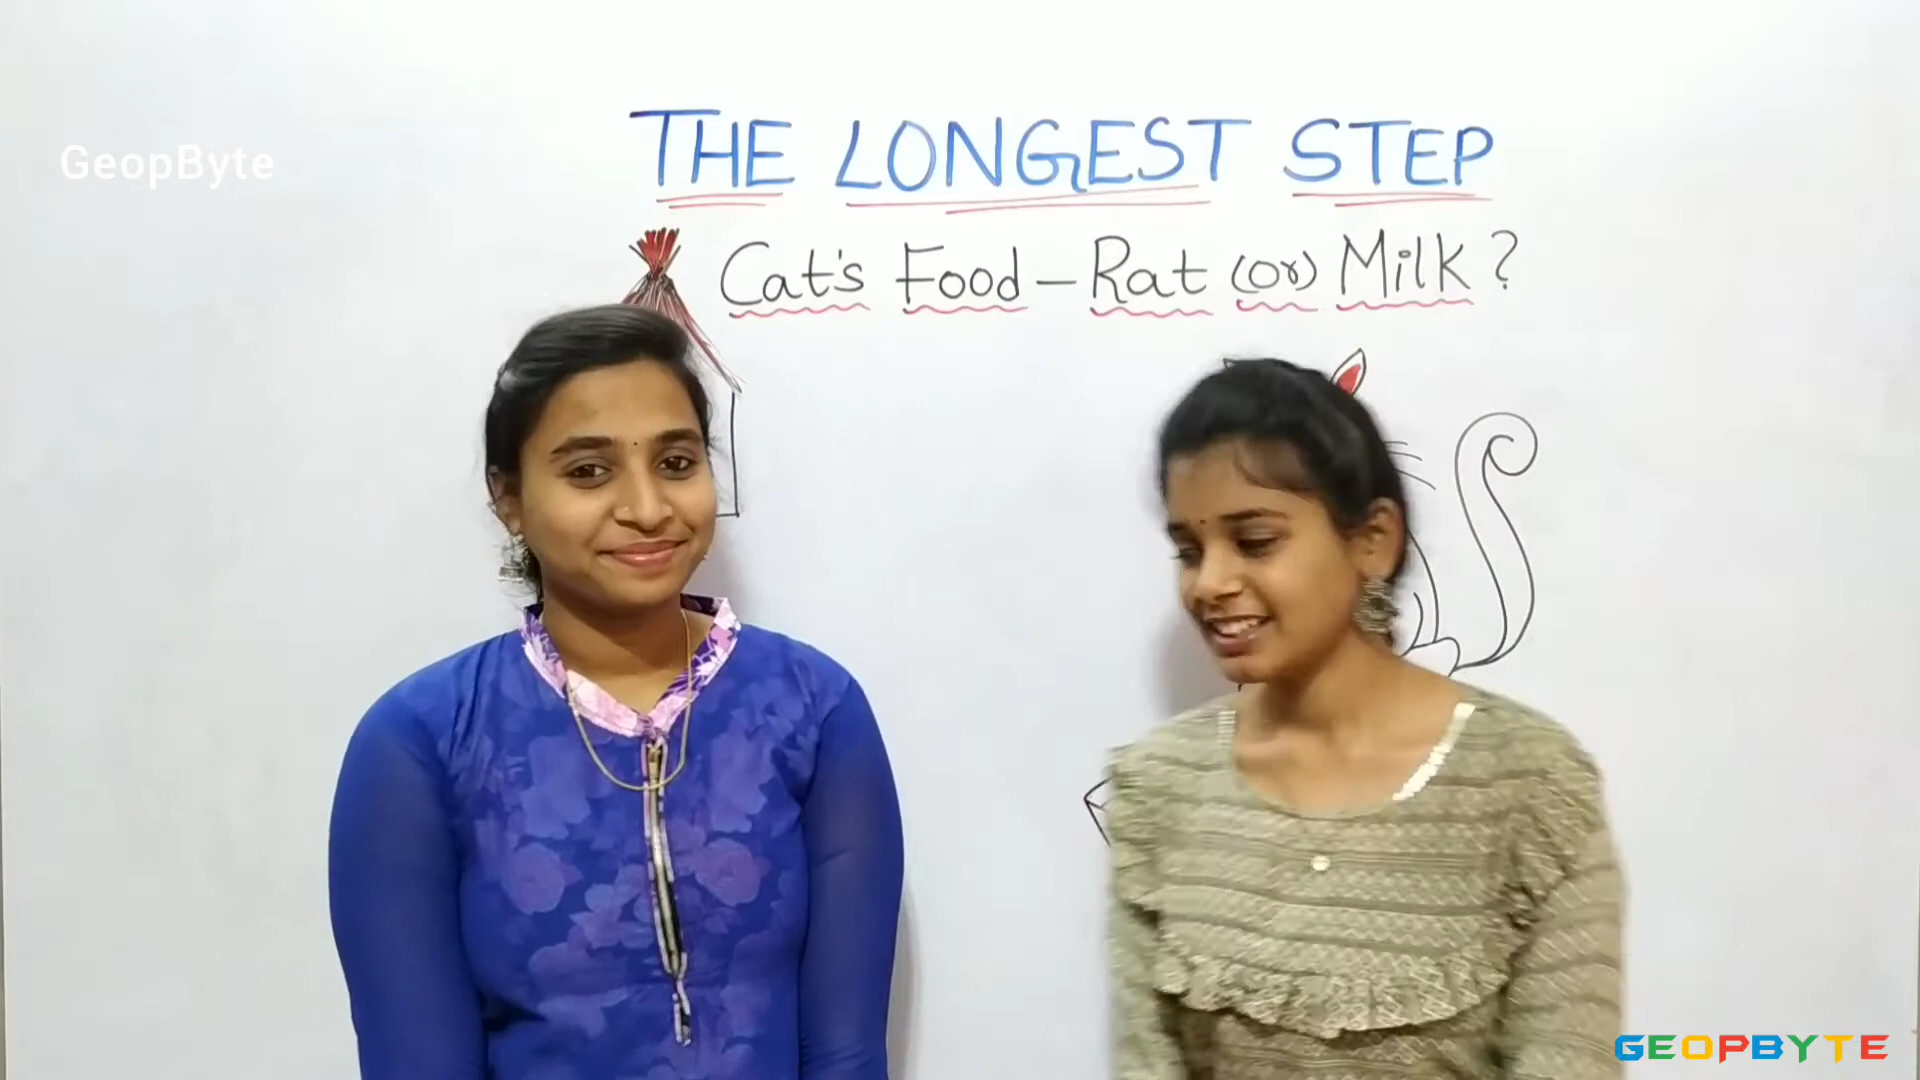 THE LONGEST STEP
GeopByte
Cat's Food - Rat (or) Milk?
GEOPBYTE